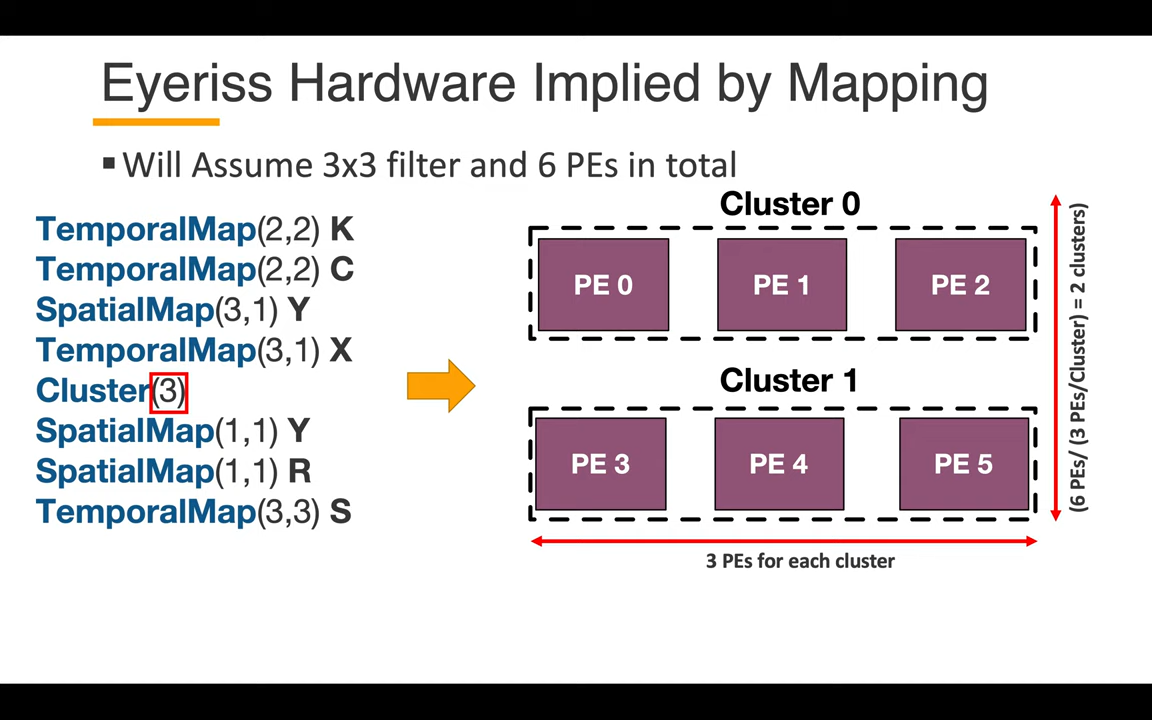 Eyeriss Hardware Implied by Mapping
▪ Will Assume 3x3 filter and 6 PEs in total
TemporalMap(2,2) K
TemporalMap(2,2) C
SpatialMap(3,1) Y
TemporalMap(3,1) X
Cluster(3)
SpatialMap(1,1) Y
SpatialMap(1,1) R
TemporalMap(3,3) S
Cluster 0
PE 0 PE 1 PE 2
Cluster 1
PE 3 PE 4 PE 5
3 PEs for each cluster
(6 PEs/ (3 PEs/Cluster) = 2 clusters)